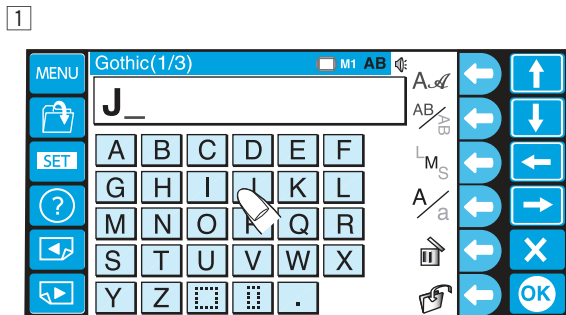 1
MENU Gothic(1/3) M1 AB
A A
J_
AB/AB
SET
A B C D E F
L M S
G H I J K L
?
A/a
M N O P Q R
S T U V W X
Y Z .
OK